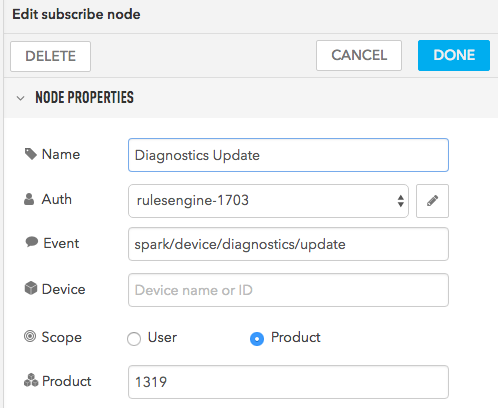 Edit subscribe node
DELETE CANCEL DONE
NODE PROPERTIES
Name Diagnostics Update
Auth rulesengine-1703
Event spark/device/diagnostics/update
Device Device name or ID
Scope User Product
Product 1319